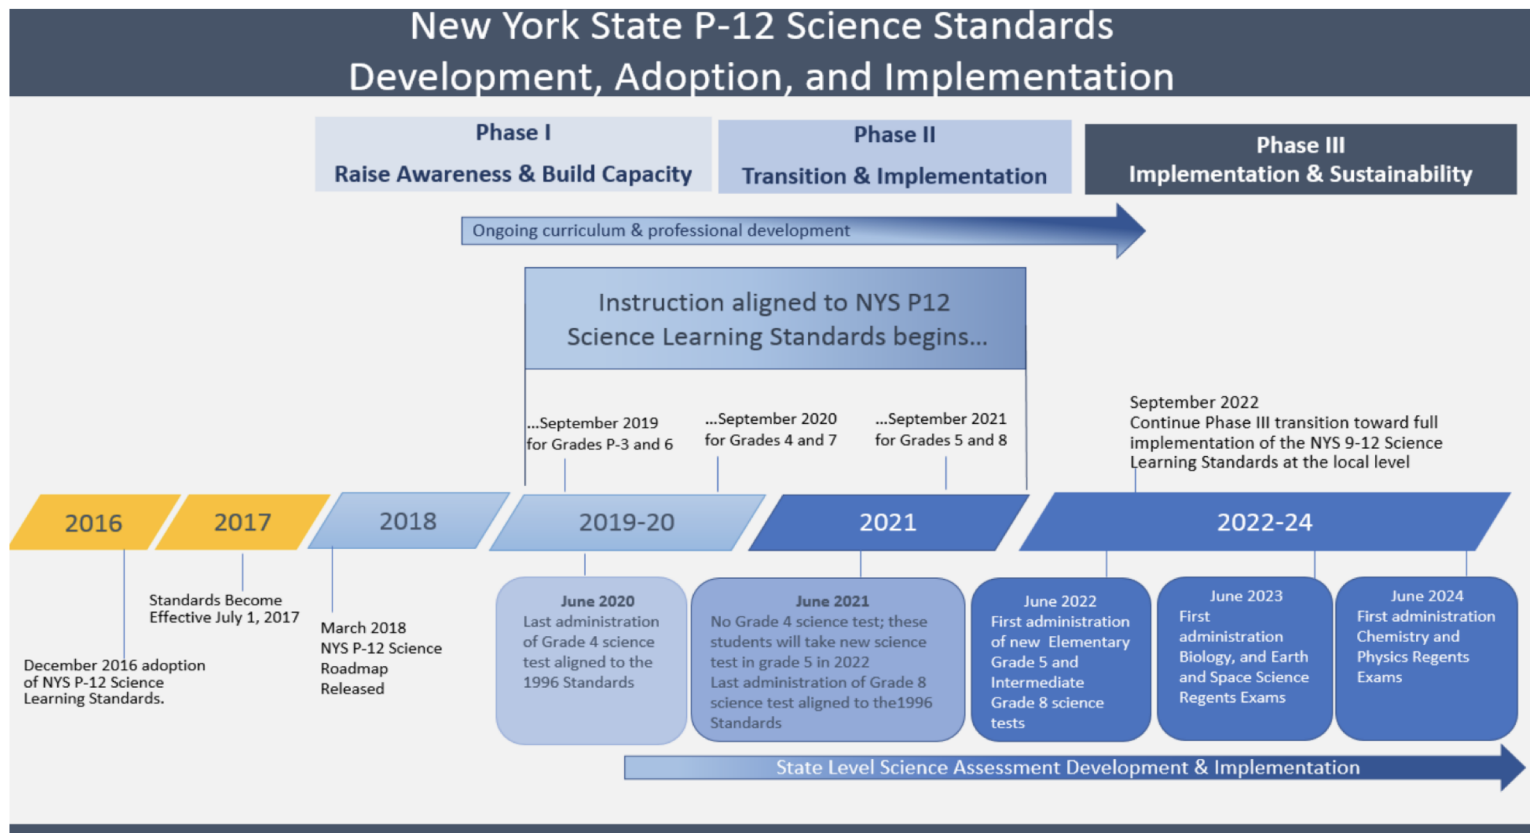 New York State P-12 Science Standards
Development, Adoption, and Implementation
Phase I
Raise Awareness & Build Capacity
Phase II
Transition & Implementation
Phase III
Implementation & Sustainability
Ongoing curriculum & professional development
Instruction aligned to NYS P12
Science Learning Standards begins...
...September 2019
for Grades P-3 and 6
...September 2020
for Grades 4 and 7
...September 2021
for Grades 5 and 8
September 2022
Continue Phase III transition toward full
implementation of the NYS 9-12 Science
Learning Standards at the local level
2016
2017
2018
2019-20
2021
2022-24
December 2016 adoption
of NYS P-12 Science
Learning Standards.
Standards Become
Effective July 1, 2017
March 2018
NYS P-12 Science
Roadmap
Released
June 2020
Last administration
of Grade 4 science
test aligned to the
1996 Standards
June 2021
No Grade 4 science test; these
students will take new science
test in grade 5 in 2022
Last administration of Grade 8
science test aligned to the1996
Standards
June 2022
First administration
of new Elementary
Grade 5 and
Intermediate
Grade 8 science
tests
June 2023
First
administration
Biology, and Earth
and Space Science
Regents Exams
June 2024
First administration
Chemistry and
Physics Regents
Exams
State Level Science Assessment Development & Implementation